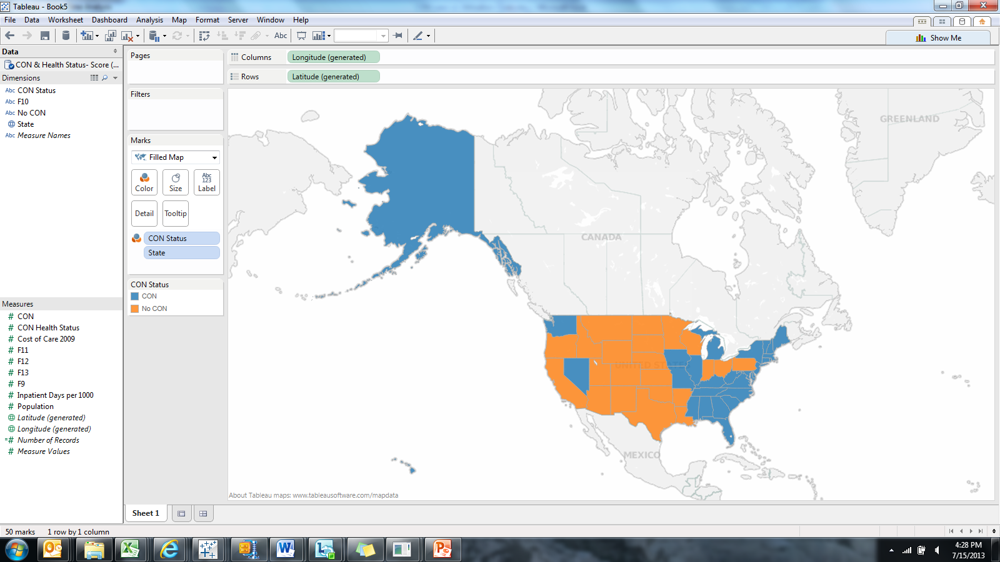 Tableau - Book5
File Data Worksheet Dashboard Analysis Map Format Server Window Help
Abc
Show Me
Data
CON & Health Status- Score (...
Dimensions
Abc CON Status
Abc F10
Abc No CON
State
Abc Measure Names
Measures
# CON
# CON Health Status
# Cost of Care 2009
# F11
# F12
# F13
# F9
# Inpatient Days per 1000
# Population
Latitude (generated)
Longitude (generated)
=# Number of Records
# Measure Values
Pages
Filters
Marks
Filled Map
Color
Size
Abc
123
Label
Detail
Tooltip
CON Status
State
CON Status
CON
No CON
Columns
Longitude (generated)
Rows
Latitude (generated)
GREENLAND
CANADA
UNITED STATES
MEXICO
About Tableau maps: www.tableausoftware.com/mapdata
Sheet 1
50 marks 1 row by 1 column
4:28 PM
7/15/2013